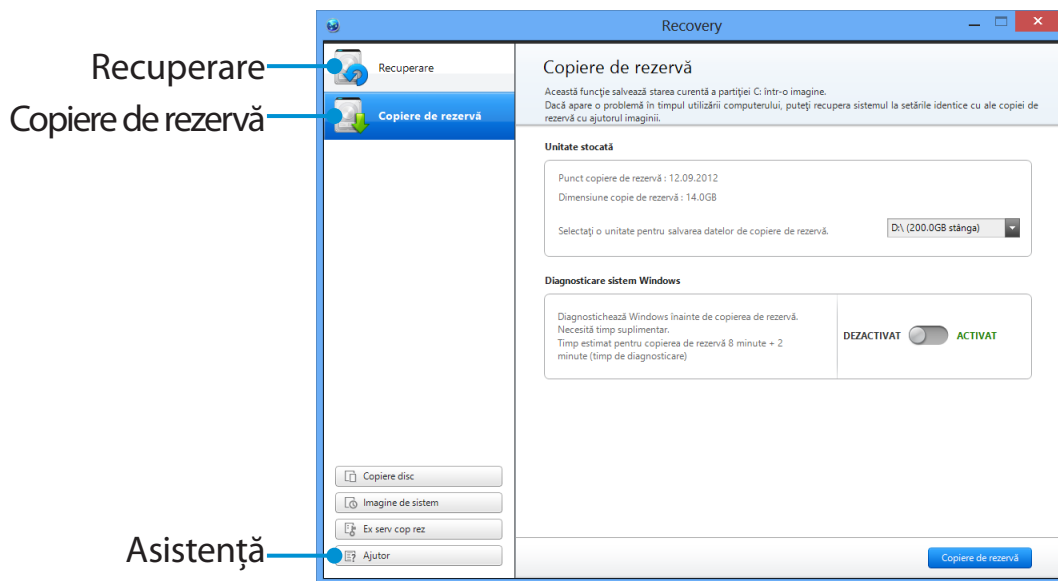 Recovery
Recuperare
Copiere de rezervă
Asistență
Recuperare
Copiere de rezervă
Copiere disc
Imagine de sistem
Ex serv cop rez
Ajutor
Copiere de rezervă
Această funcţie salvează starea curentă a partiţiei C: într-o imagine.
Dacă apare o problemă în timpul utilizării computerului, puteţi recupera sistemul la setările identice cu ale copiei de
rezervă cu ajutorul imaginii.
Unitate stocată
Punct copiere de rezervă : 12.09.2012
Dimensiune copie de rezervă : 14.0GB
Selectaţi o unitate pentru salvarea datelor de copiere de rezervă.
D:\ (200.0GB stânga)
Diagnosticare sistem Windows
Diagnostichează Windows înainte de copierea de rezervă.
Necesită timp suplimentar.
Timp estimat pentru copierea de rezervă 8 minute + 2
minute (timp de diagnosticare)
DEZACTIVAT
ACTIVAT
Copiere de rezervă